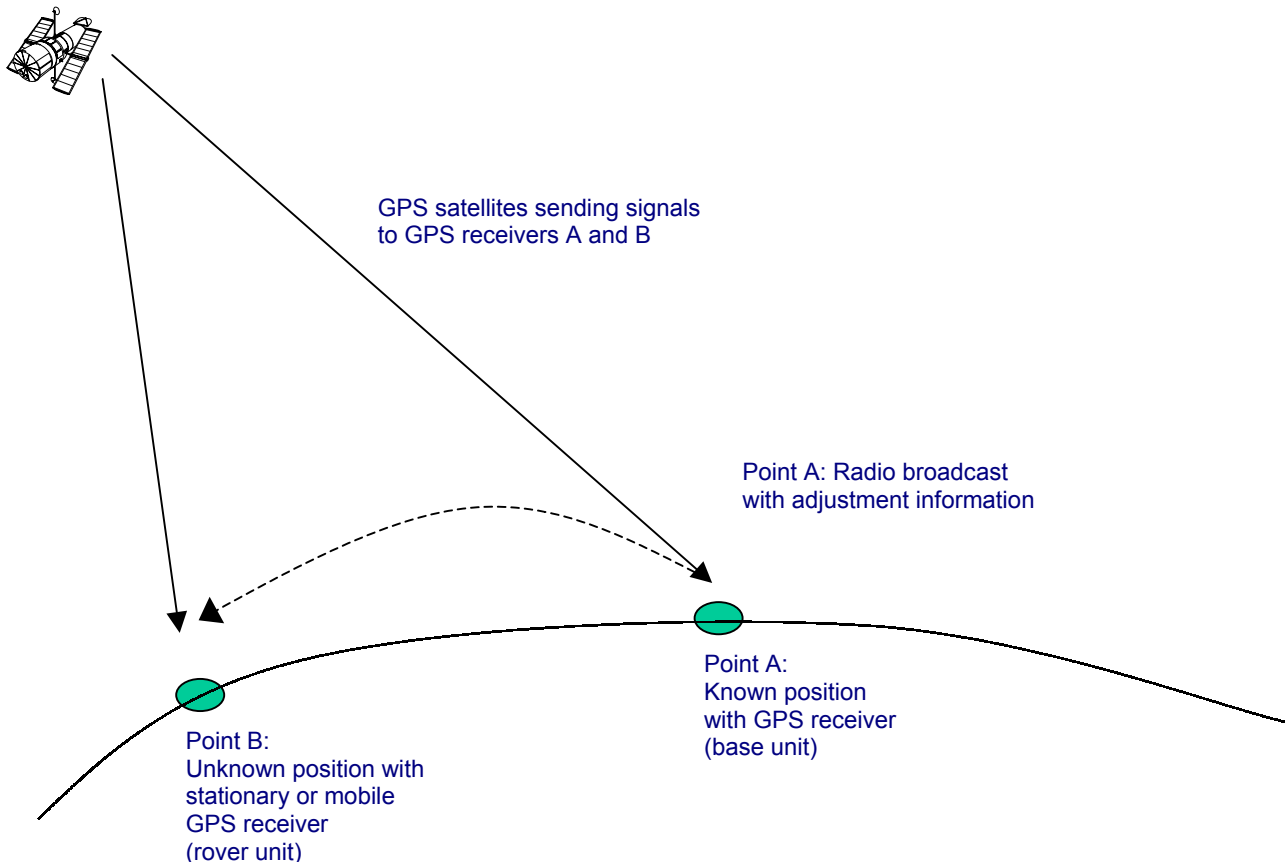 GPS satellites sending signals
to GPS receivers A and B
Point A: Radio broadcast
with adjustment information
Point A:
Known position
with GPS receiver
(base unit)
Point B:
Unknown position with
stationary or mobile
GPS receiver
(rover unit)